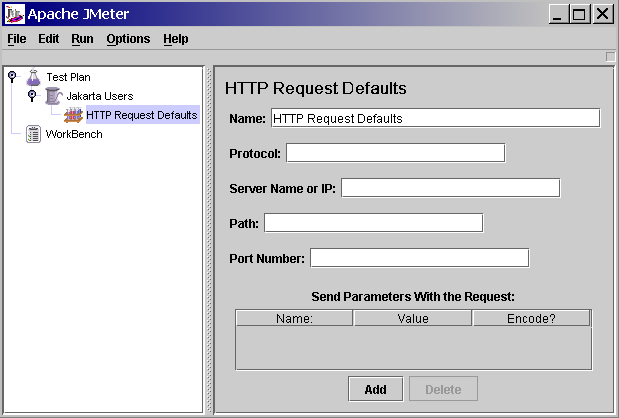 Apache JMeter
File Edit Run Options Help
Test Plan
Jakarta Users
HTTP Request Defaults
WorkBench
HTTP Request Defaults
Name: HTTP Request Defaults
Protocol:
Server Name or IP:
Path:
Port Number:
Send Parameters With the Request:
Name: Value Encode?
Add Delete